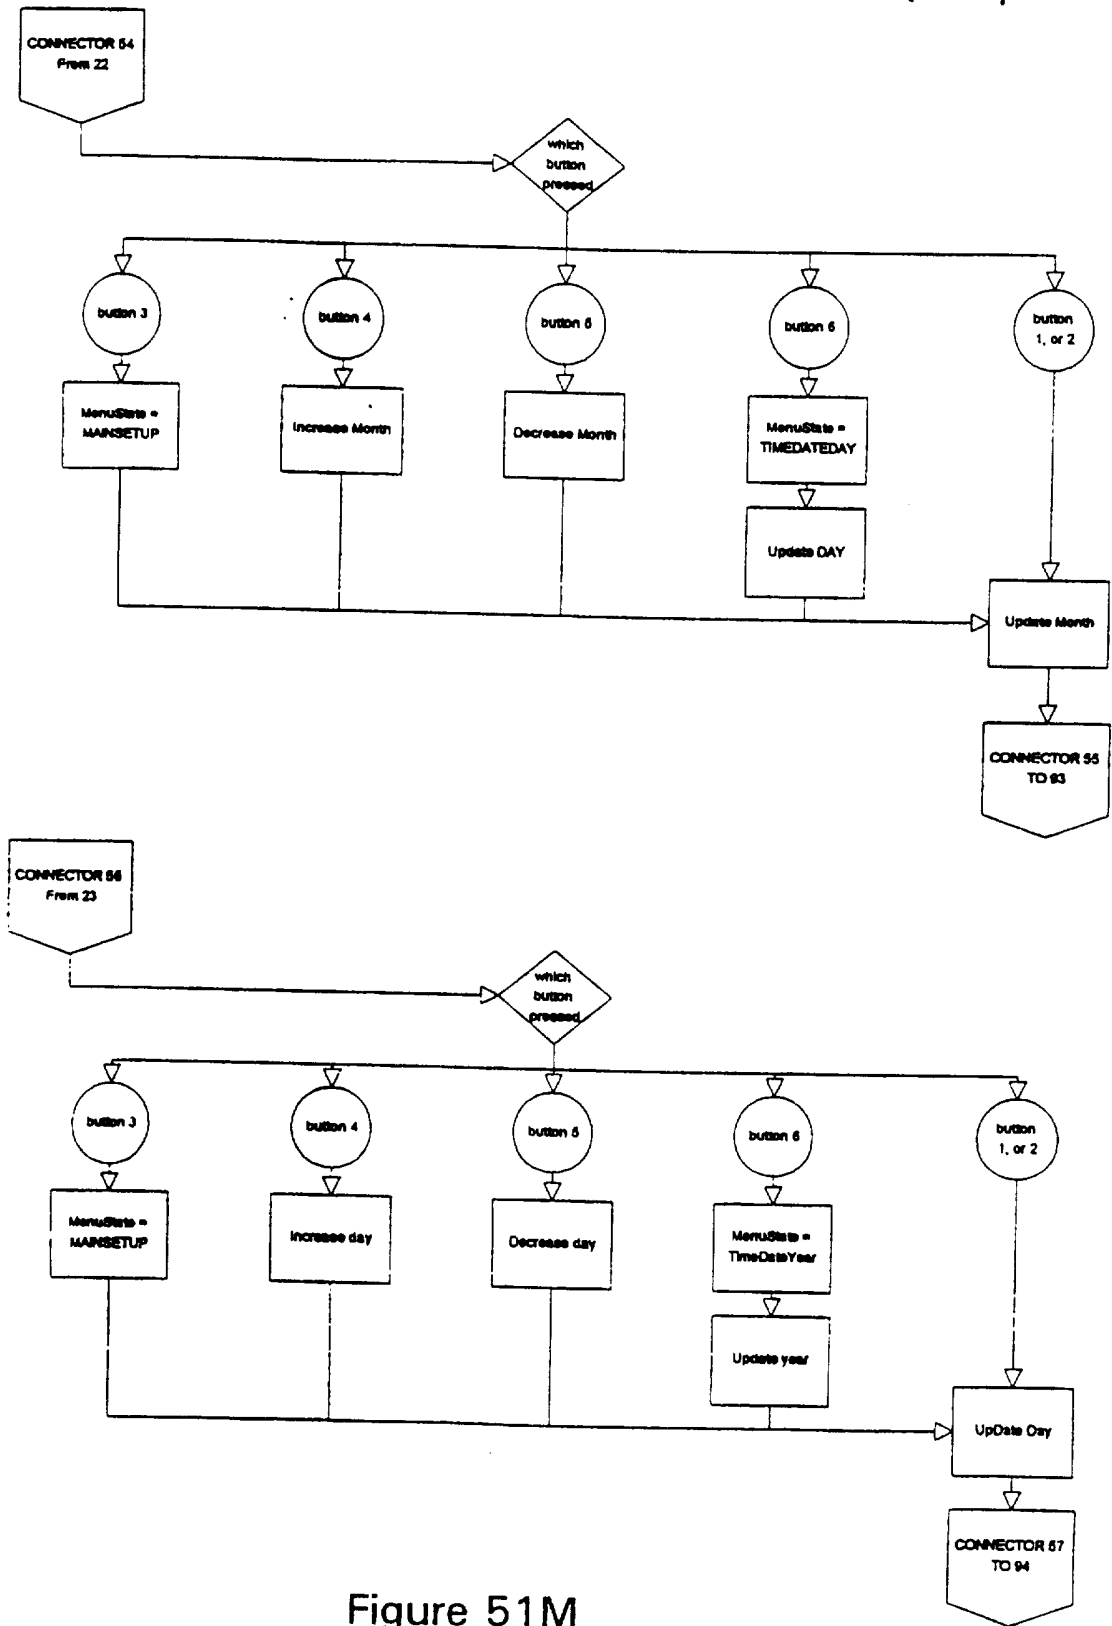 CONNECTOR 54
From 22
which
button
pressed
button 3
button 4
button 5
button 6
button
1, or 2
MenuState =
MAINSETUP
Increase Month
Decrease Month
MenuState =
TIMEDATEDAY
Update DAY
Update Month
CONNECTOR 55
TO 93
CONNECTOR 56
From 23
which
button
pressed
button 3
button 4
button 5
button 6
button
1, or 2
MenuState =
MAINSETUP
Increase day
Decrease day
MenuState =
TimeDateYear
Update year
UpDate Day
CONNECTOR 57
TO 94
Figure 51M